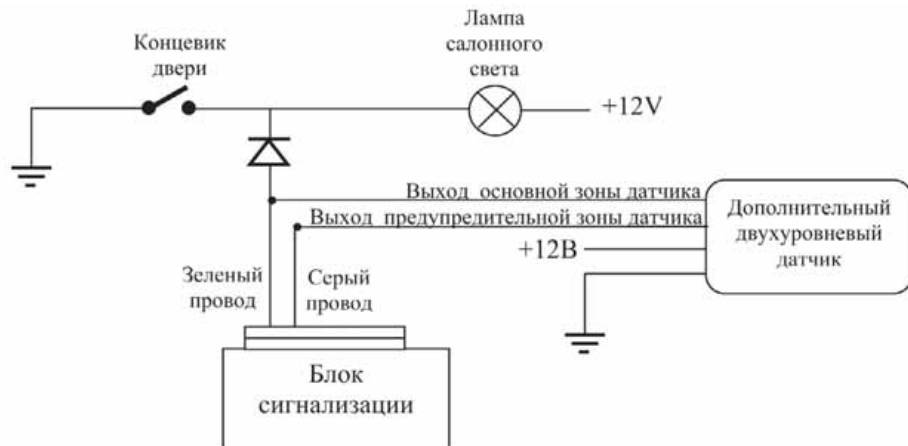 Лампа
салонного
света
Концевик
двери
+12V
Выход основной зоны датчика
Выход предупредительной зоны датчика
+12В
Дополнительный
двухуровневый
датчик
Зеленый
провод
Серый
провод
Блок
сигнализации